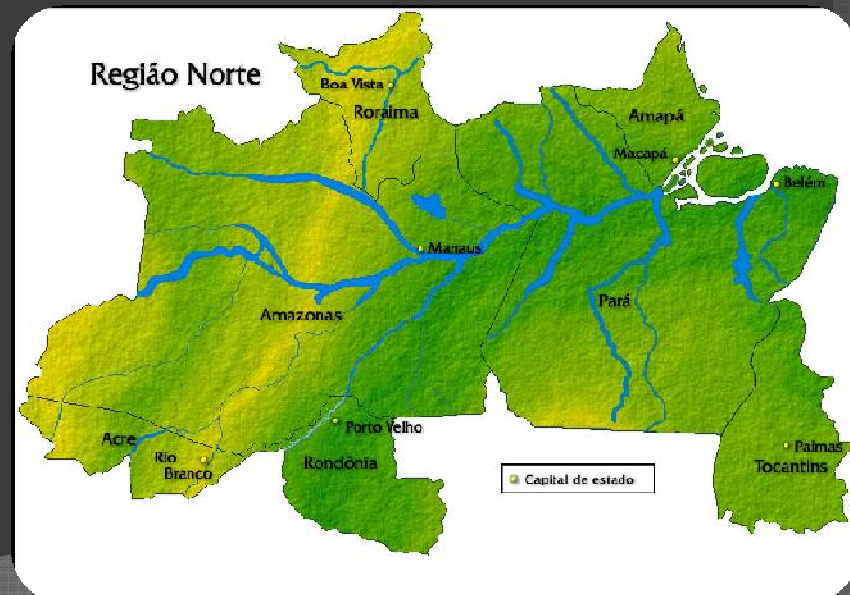 Região Norte
Boa Vista
Roraima
Amapá
Macapá
Belém
Manaus
Amazonas
Pará
Acre
Rio
Branco
Porto Velho
Rondônia
Capital de estado
Palmas
Tocantins